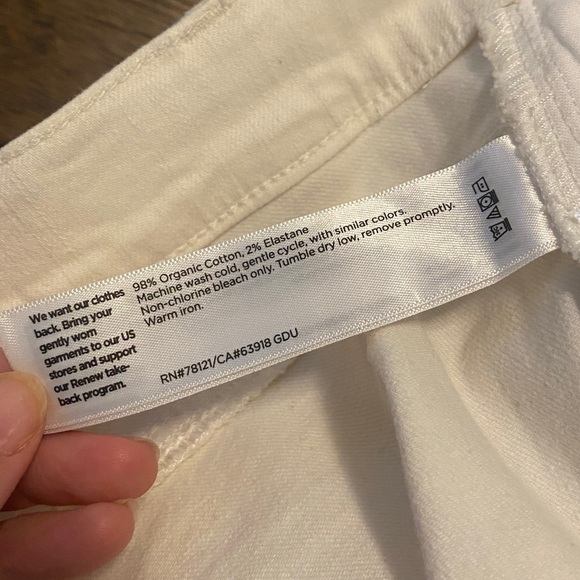 We want our clothes
back. Bring your
gently worn
garments to our US
stores and support
our Renew take-
back program.
98% Organic Cotton, 2% Elastane
Machine wash cold, gentle cycle, with similar colors.
Non-chlorine bleach only. Tumble dry low, remove promptly.
Warm iron.
RN#78121/CA#63918 GDU